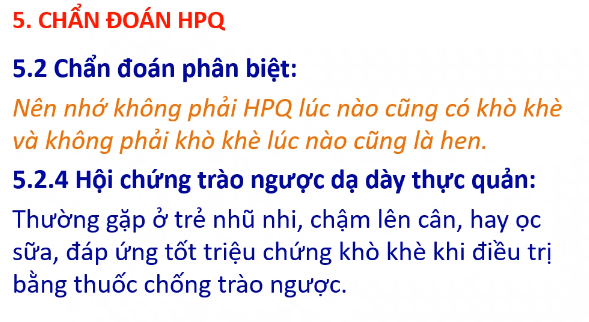 5. CHẨN ĐOÁN HPQ
5.2 Chẩn đoán phân biệt:
Nên nhớ không phải HPQ lúc nào cũng có khò khè
và không phải khò khè lúc nào cũng là hen.
5.2.4 Hội chứng trào ngược dạ dày thực quản:
Thường gặp ở trẻ nhũ nhi, chậm lên cân, hay ọc
sữa, đáp ứng tốt triệu chứng khò khè khi điều trị
bằng thuốc chống trào ngược.